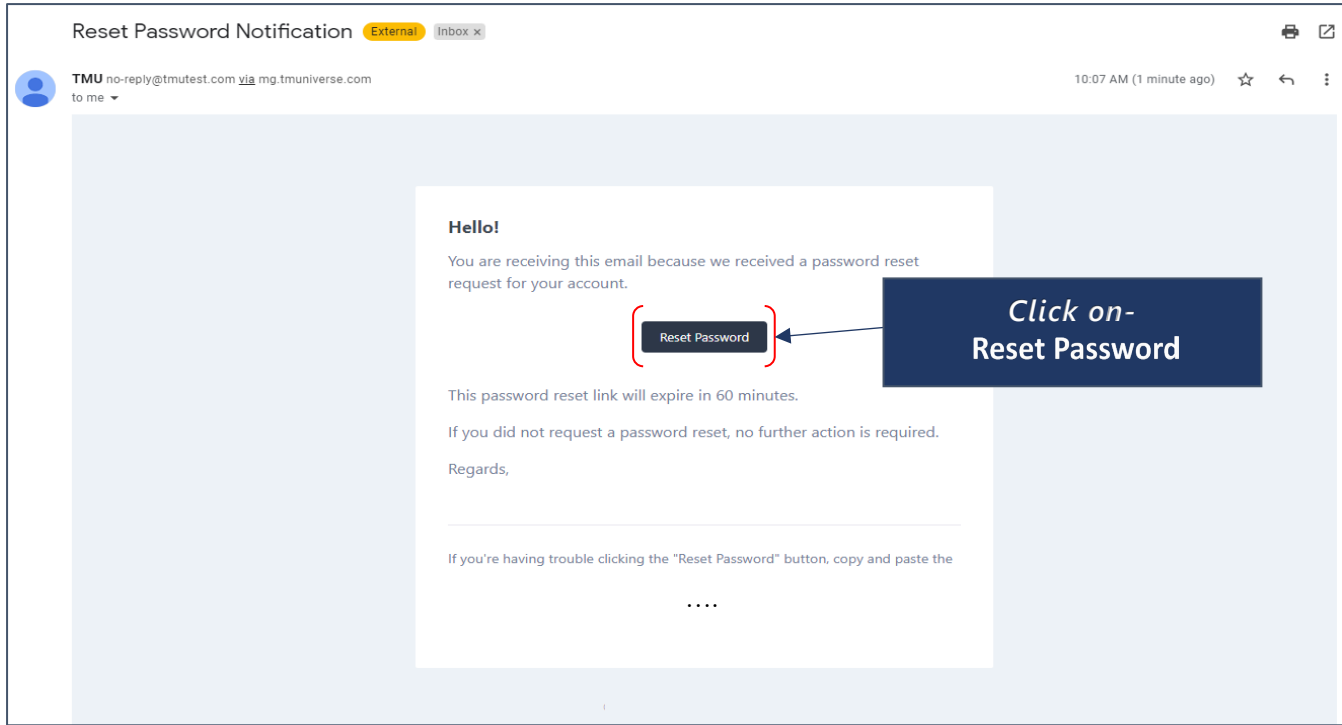 Reset Password Notification External Inbox x
TMU no-reply@tmutest.com via mg.tmuniverse.com 10:07 AM (1 minute ago)
to me
Hello!
You are receiving this email because we received a password reset
request for your account.
Reset Password
Click on-
Reset Password
This password reset link will expire in 60 minutes.
If you did not request a password reset, no further action is required.
Regards,
If you're having trouble clicking the "Reset Password" button, copy and paste the
....